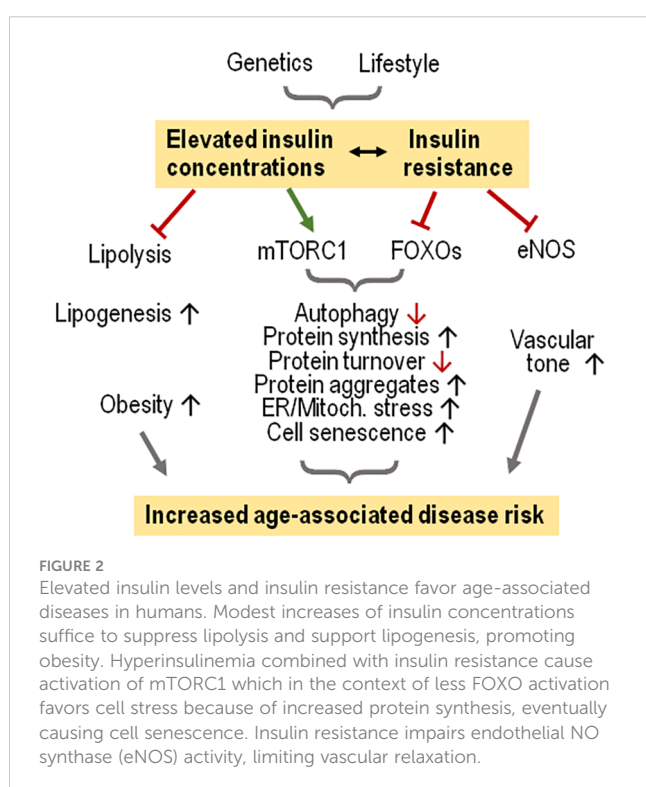 Genetics Lifestyle
Elevated insulin Insulin
concentrations resistance
Lipolysis mTORC1 FOXOs eNOS
Lipogenesis ↑
Autophagy ↓
Protein synthesis ↑
Protein turnover ↓
Protein aggregates ↑
ER/Mitoch. stress ↑
Cell senescence ↑
Vascular
tone ↑
Obesity ↑
Increased age-associated disease risk
FIGURE 2
Elevated insulin levels and insulin resistance favor age-associated
diseases in humans. Modest increases of insulin concentrations
suffice to suppress lipolysis and support lipogenesis, promoting
obesity. Hyperinsulinemia combined with insulin resistance cause
activation of mTORC1 which in the context of less FOXO activation
favors cell stress because of increased protein synthesis, eventually
causing cell senescence. Insulin resistance impairs endothelial NO
synthase (eNOS) activity, limiting vascular relaxation.